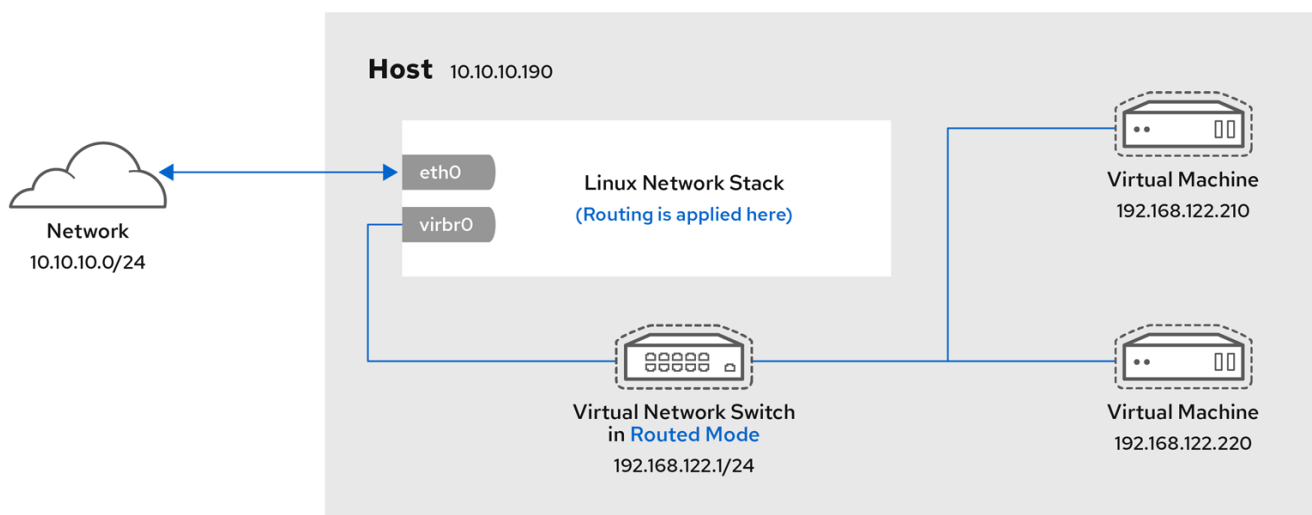 Host 10.10.10.190
eth0
virbr0
Linux Network Stack
(Routing is applied here)
Network
10.10.10.0/24
Virtual Machine
192.168.122.210
Virtual Network Switch
in Routed Mode
192.168.122.1/24
Virtual Machine
192.168.122.220